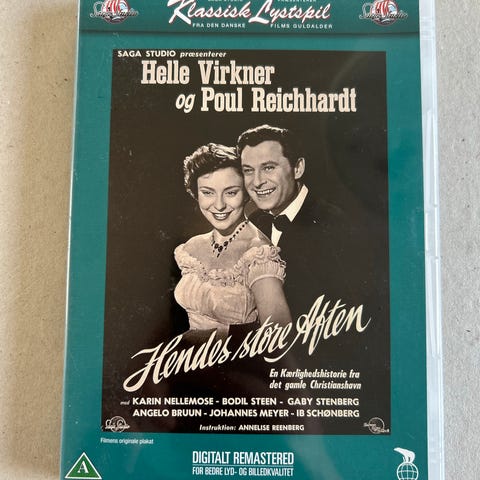 PRÆSENTERER
Klassisk Lystspil
FRA DEN DANSKE FILMS GULDALDER
SAGA STUDIO præsenterer
Helle Virkner
og Poul Reichhardt
Hendes store Aften
En Kærlighedshistorie fra
det gamle Christianshavn
med KARIN NELLEMOSE - BODIL STEEN - GABY STENBERG
ANGELO BRUUN - JOHANNES MEYER - IB SCHØNBERG
Instruktion: ANNELISE REENBERG
Filmens originale plakat
A
DIGITALT REMASTERED
FOR BEDRE LYD- OG BILLEDKVALITET